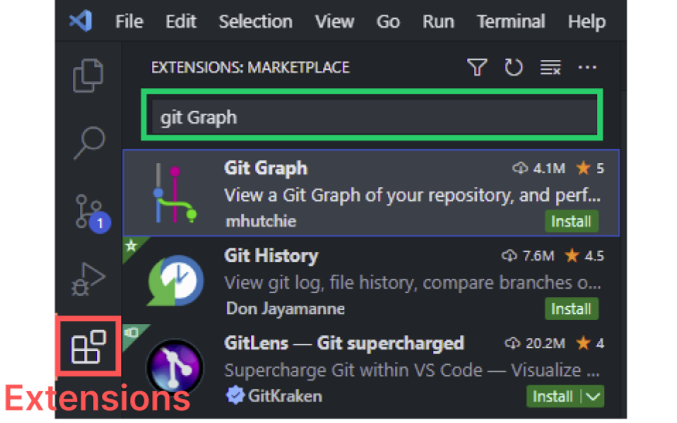 File Edit Selection View Go Run Terminal Help
EXTENSIONS: MARKETPLACE
git Graph
Git Graph 4.1M 5
View a Git Graph of your repository, and perf...
mhutchie Install
1
Git History 7.6M 4.5
View git log, file history, compare branches o...
Don Jayamanne Install
GitLens — Git supercharged 20.2M 4
Supercharge Git within VS Code — Visualize ...
GitKraken Install
Extensions